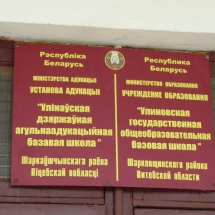 Рэспубліка
Беларусь
МІНІСТЭРСТВА АДУКАЦЫІ
УСТАНОВА АДУКАЦЫІ
"Улінаўская
дзяржаўная
агульнаадукацыйная
базавая школа"
Шаркаўшчынскага раёна
Віцебскай вобласці
Республика
Беларусь
МИНИСТЕРСТВО ОБРАЗОВАНИЯ
УЧРЕЖДЕНИЕ ОБРАЗОВАНИЯ
"Улиновская
государственная
общеобразовательная
базовая школа"
Шарковщинского района
Витебской области